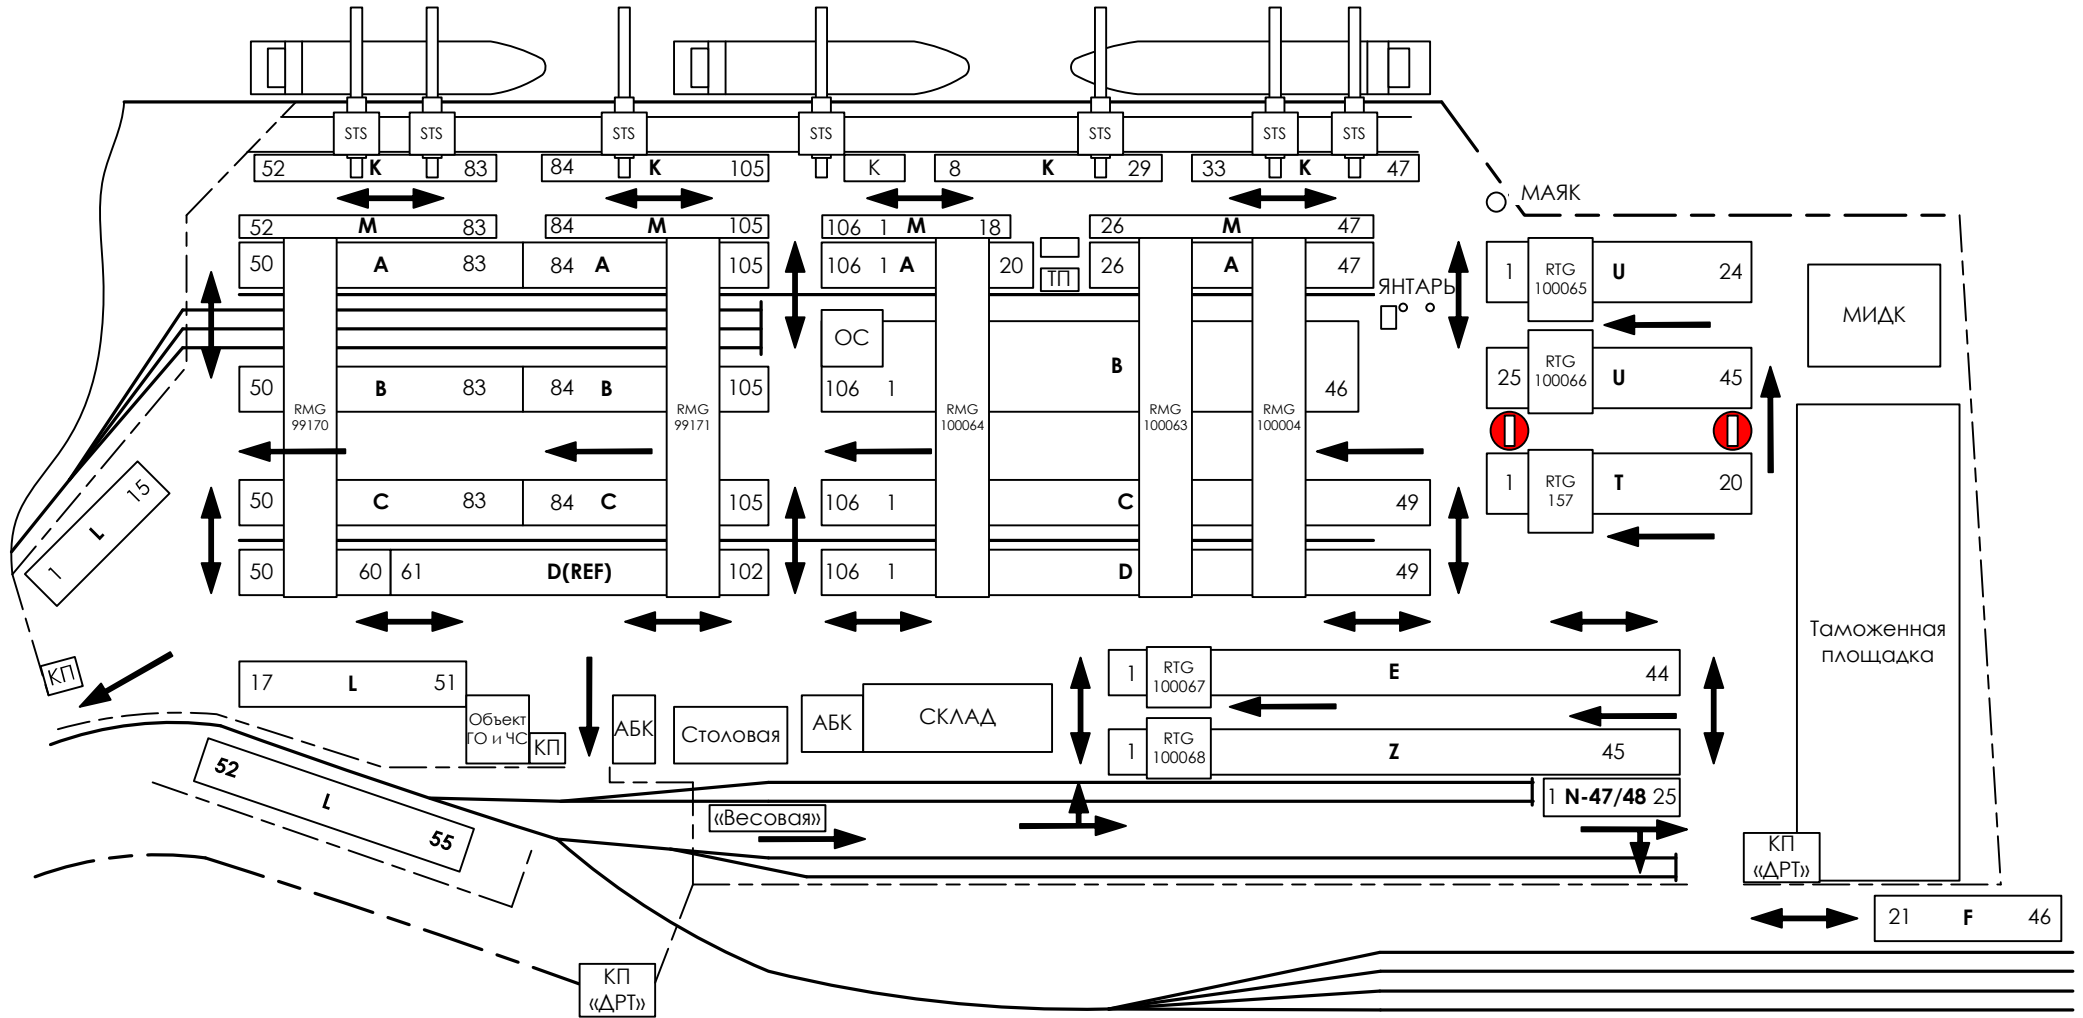 STS STS STS STS STS STS STS
52 K 83 84 K 105 К 8 K 29 33 K 47
МАЯК
52 M 83 84 M 105 106 1 M 18 26 M 47
50 A 83 84 A 105 106 1 A 20 ТП 26 A 47
ЯНТАРЬ
1 RTG 100065 U 24
МИДК
ОС
B
25 RTG 100066 U 45
50 B 83 84 B 105 106 1 46
RMG 99170
RMG 99171
RMG 100064
RMG 100063
RMG 100004
1 RTG 157 T 20
50 C 83 84 C 105 106 1 C 49
1 L 15
50 60 61 D(REF) 102 106 1 D 49
Таможенная
площадка
КП
17 L 51
1 RTG 100067 E 44
Объект
ГО и ЧС
КП
АБК
Столовая
АБК
СКЛАД
1 RTG 100068 Z 45
52 L 55
1 N-47/48 25
«Весовая»
КП
«ДРТ»
21 F 46
КП
«ДРТ»